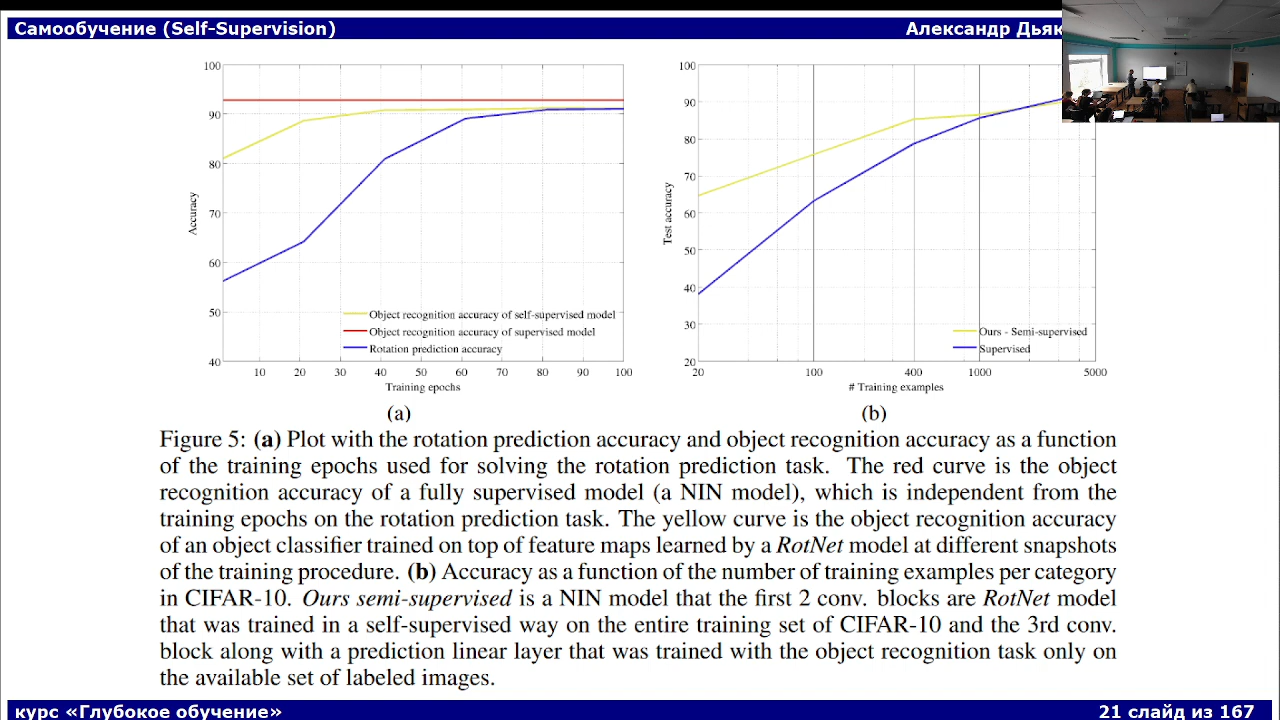 Самообучение (Self-Supervision)
Александр Дьяк
100
90
80
70
60
50
40
Accuracy
10 20 30 40 50 60 70 80 90 100
Training epochs
Object recognition accuracy of self-supervised model
Object recognition accuracy of supervised model
Rotation prediction accuracy
(a)
100
90
80
70
60
50
40
30
20
Test accuracy
20 100 400 1000 5000
# Training examples
Ours - Semi-supervised
Supervised
(b)
Figure 5: (a) Plot with the rotation prediction accuracy and object recognition accuracy as a function
of the training epochs used for solving the rotation prediction task. The red curve is the object
recognition accuracy of a fully supervised model (a NIN model), which is independent from the
training epochs on the rotation prediction task. The yellow curve is the object recognition accuracy
of an object classifier trained on top of feature maps learned by a RotNet model at different snapshots
of the training procedure. (b) Accuracy as a function of the number of training examples per category
in CIFAR-10. Ours semi-supervised is a NIN model that the first 2 conv. blocks are RotNet model
that was trained in a self-supervised way on the entire training set of CIFAR-10 and the 3rd conv.
block along with a prediction linear layer that was trained with the object recognition task only on
the available set of labeled images.
курс «Глубокое обучение»
21 слайд из 167